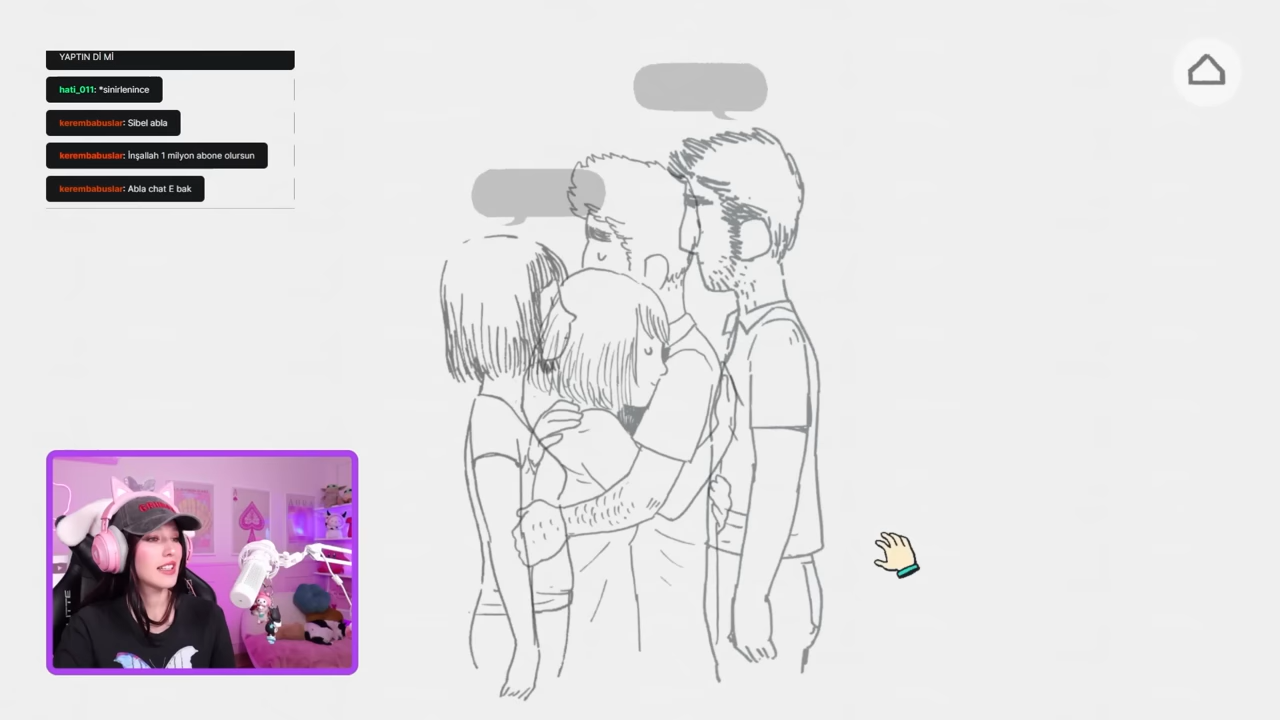 YAPTIN Dİ Mİ
hati_011: *sinirlenince
kerembabuslar: Sibel abla
kerembabuslar: İnşallah 1 milyon abone olursun
kerembabuslar: Abla chat E bak